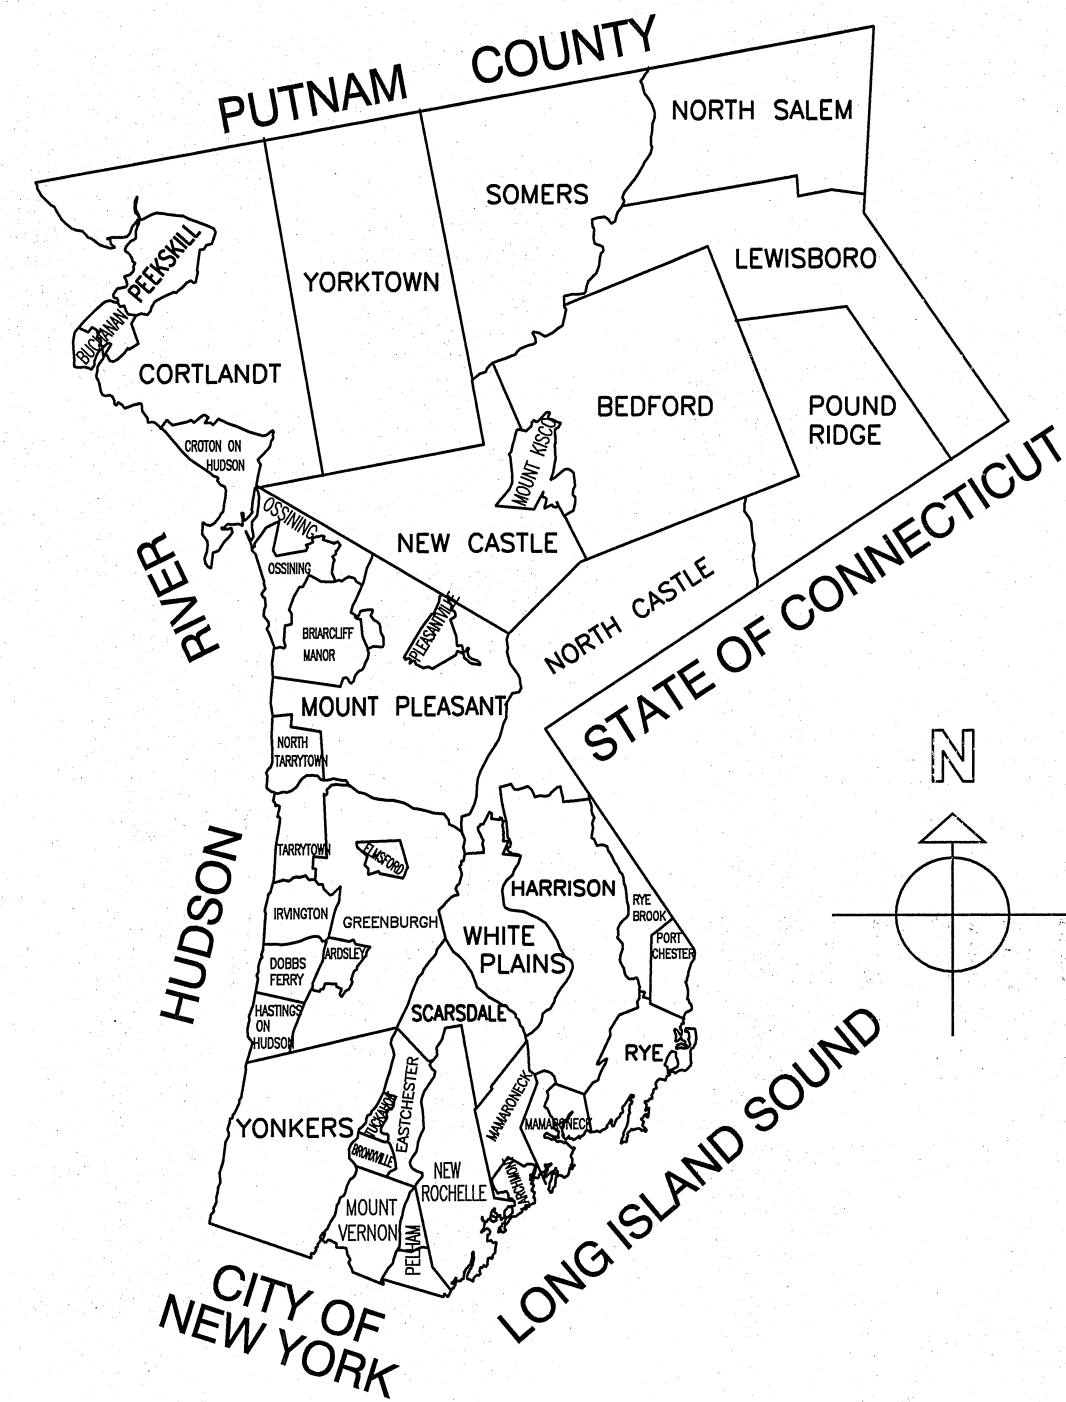 PUTNAM COUNTY
NORTH SALEM
SOMERS
PEEKSKILL
YORKTOWN
LEWISBORO
BUCHANAN
CORTLANDT
BEDFORD
POUND
RIDGE
CROTON ON
HUDSON
MOUNT KISCO
OSSINING
NEW CASTLE
OSSINING
NORTH CASTLE
STATE OF CONNECTICUT
BRIARCLIFF
MANOR
PLEASANTVILLE
MOUNT PLEASANT
NORTH
TARRYTOWN
N
HUDSON RIVER
TARRYTOWN
ELMSFORD
HARRISON
RYE
BROOK
IRVINGTON
GREENBURGH
WHITE
PLAINS
PORT
CHESTER
DOBBS
FERRY
ARDSLEY
HASTINGS
ON
HUDSON
SCARSDALE
RYE
YONKERS
TUCKAHOE
EASTCHESTER
MAMARONECK
MAMARONECK
BRONXVILLE
NEW
ROCHELLE
LARCHMONT
MOUNT
VERNON
PELHAM
LONG ISLAND SOUND
CITY OF
NEW YORK